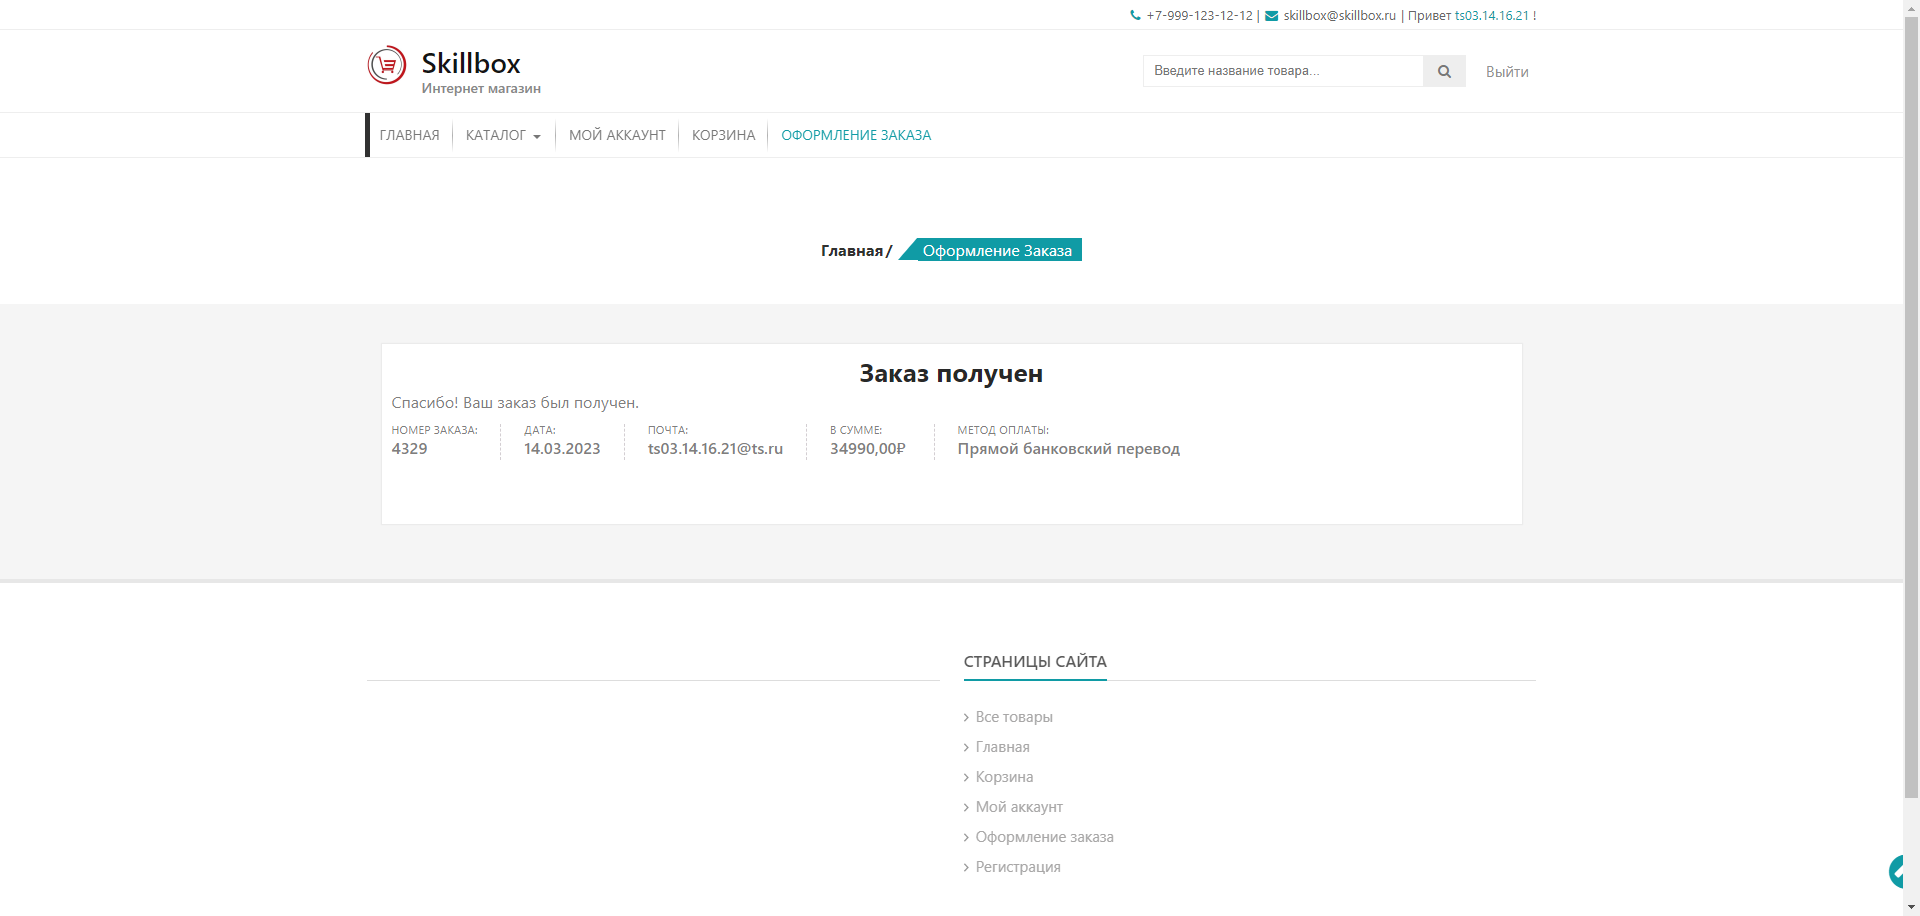 +7-999-123-12-12 | skillbox@skillbox.ru | Привет ts03.14.16.21 !
Skillbox
Интернет магазин
Введите название товара...
Выйти
ГЛАВНАЯ КАТАЛОГ МОЙ АККАУНТ КОРЗИНА ОФОРМЛЕНИЕ ЗАКАЗА
Главная / Оформление Заказа
Заказ получен
Спасибо! Ваш заказ был получен.
НОМЕР ЗАКАЗА: ДАТА: ПОЧТА: В СУММЕ: МЕТОД ОПЛАТЫ:
4329 14.03.2023 ts03.14.16.21@ts.ru 34990,00₽ Прямой банковский перевод
СТРАНИЦЫ САЙТА
Все товары
Главная
Корзина
Мой аккаунт
Оформление заказа
Регистрация